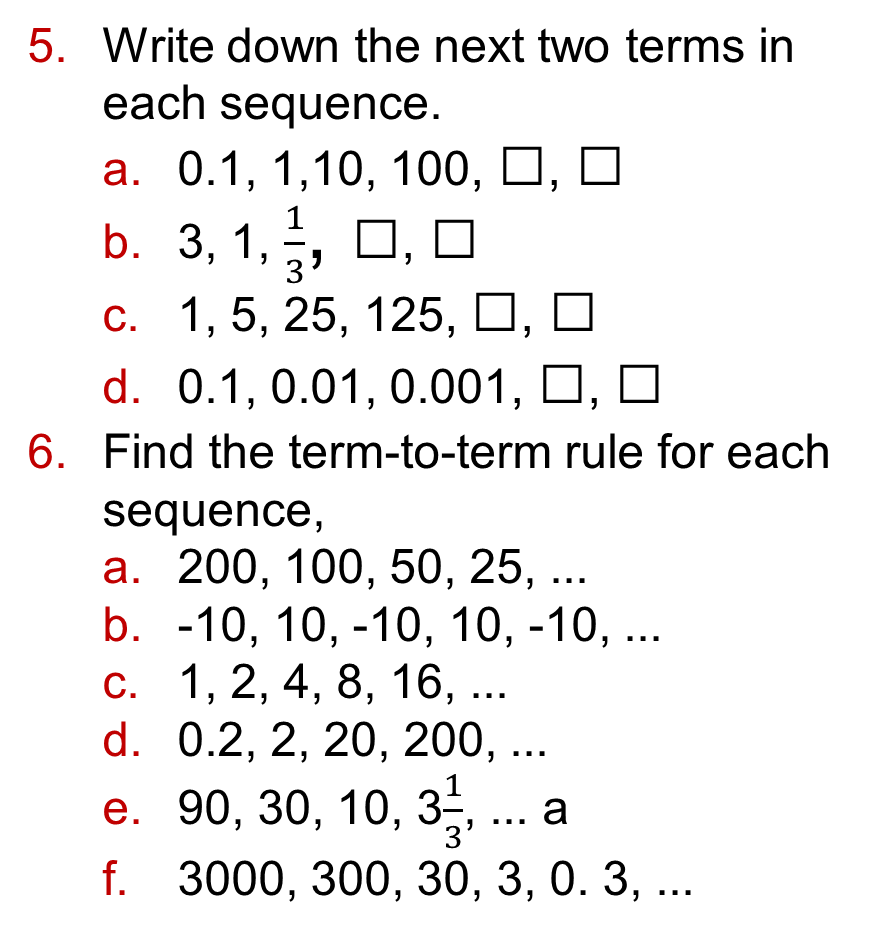 5. Write down the next two terms in
each sequence.
a. 0.1, 1,10, 100, □, □
b. 3, 1, 1/3, □, □
c. 1, 5, 25, 125, □, □
d. 0.1, 0.01, 0.001, □, □
6. Find the term-to-term rule for each
sequence,
a. 200, 100, 50, 25, ...
b. -10, 10, -10, 10, -10, ...
c. 1, 2, 4, 8, 16, ...
d. 0.2, 2, 20, 200, ...
e. 90, 30, 10, 3 1/3, ... a
f. 3000, 300, 30, 3, 0. 3, ...